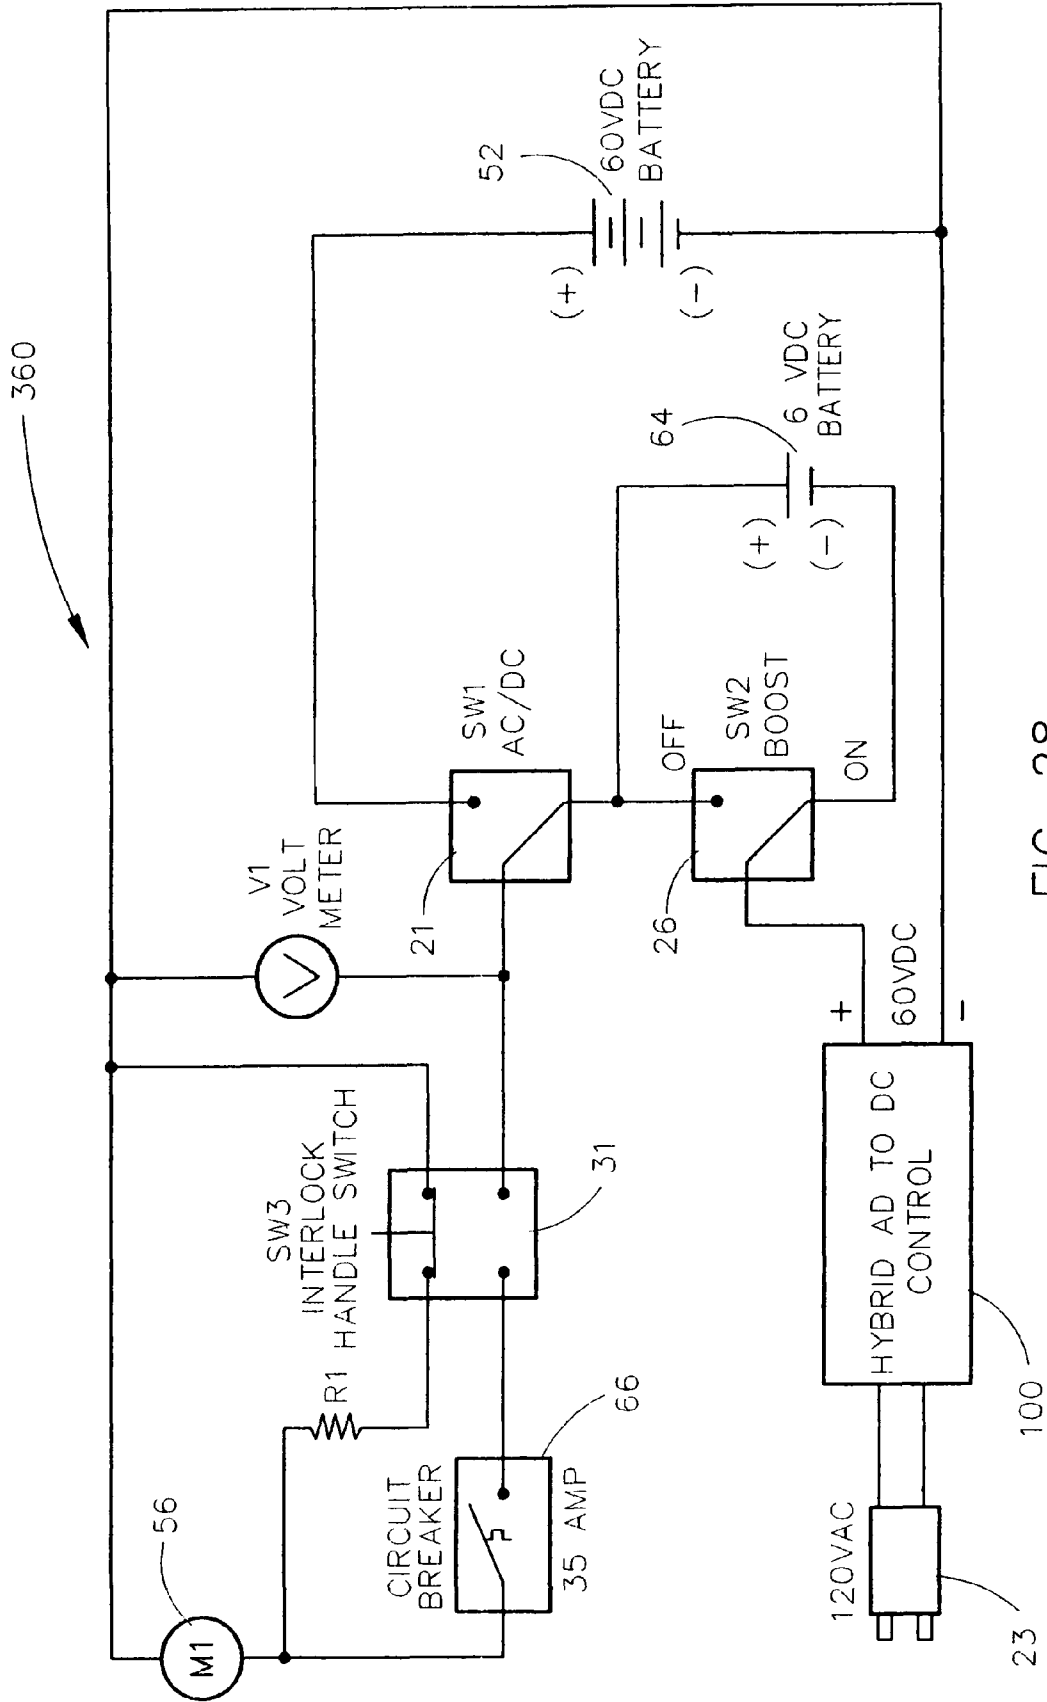 360
M1
56
CIRCUIT
BREAKER
35 AMP
66
R1
SW3
INTERLOCK
HANDLE SWITCH
31
V1
VOLT
METER
21
SW1
AC/DC
52
60VDC
BATTERY
(+)
(-)
64
6 VDC
BATTERY
(+)
(-)
OFF
SW2
BOOST
ON
26
+
60VDC
-
HYBRID AD TO DC
CONTROL
100
120VAC
23
FIG. 28